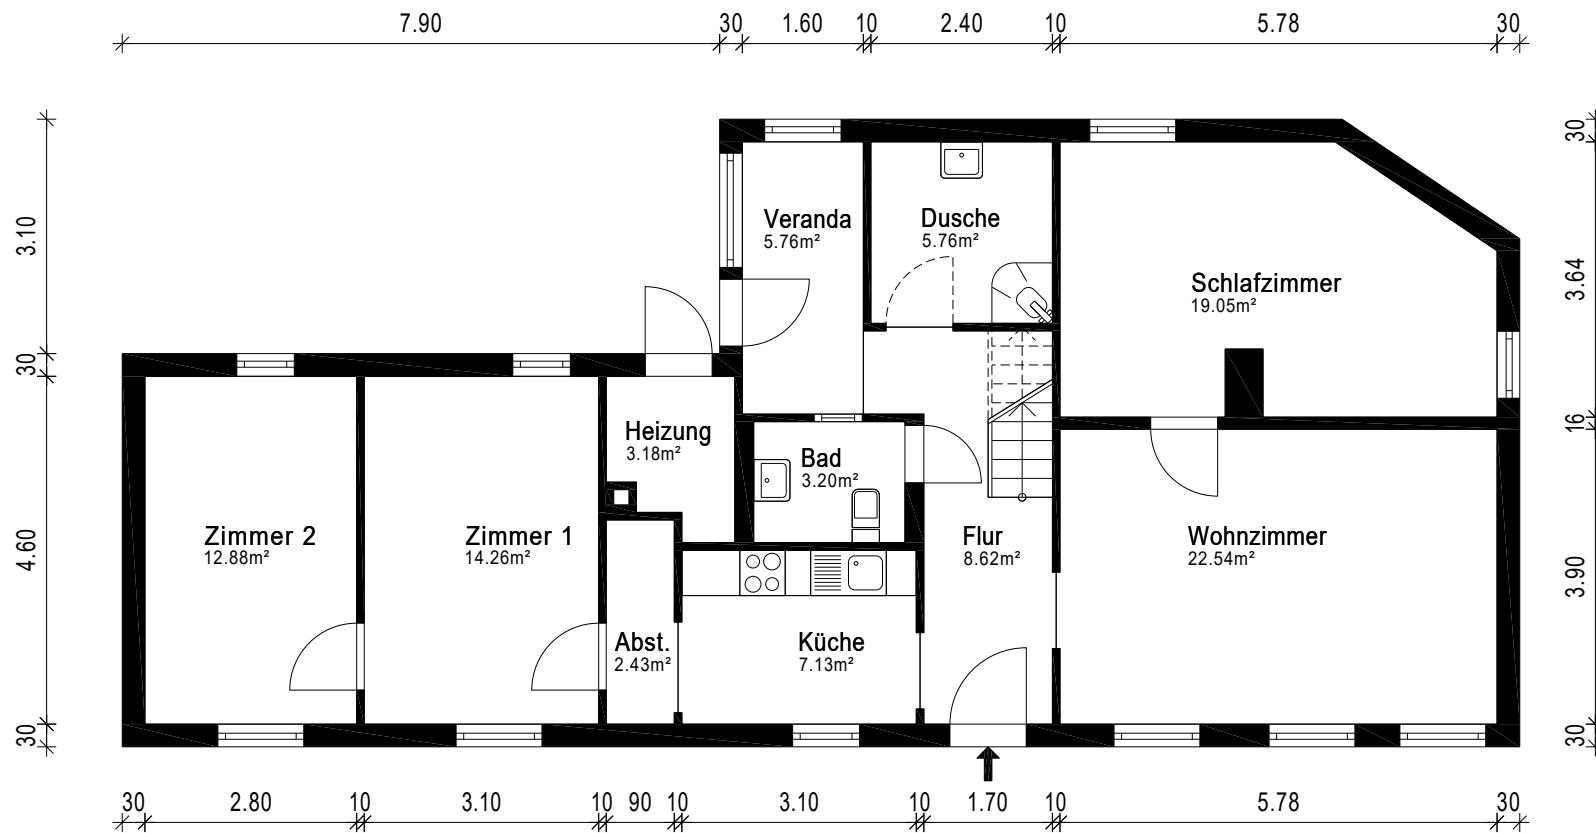 7.90 30 1.60 10 2.40 10 5.78 30
3.10
30
4.60
30
30
3.64
16
3.90
30
Veranda
5.76m²
Dusche
5.76m²
Schlafzimmer
19.05m²
Heizung
3.18m²
Bad
3.20m²
Zimmer 2
12.88m²
Zimmer 1
14.26m²
Flur
8.62m²
Wohnzimmer
22.54m²
Abst.
2.43m²
Küche
7.13m²
30 2.80 10 3.10 10 90 10 3.10 10 1.70 10 5.78 30